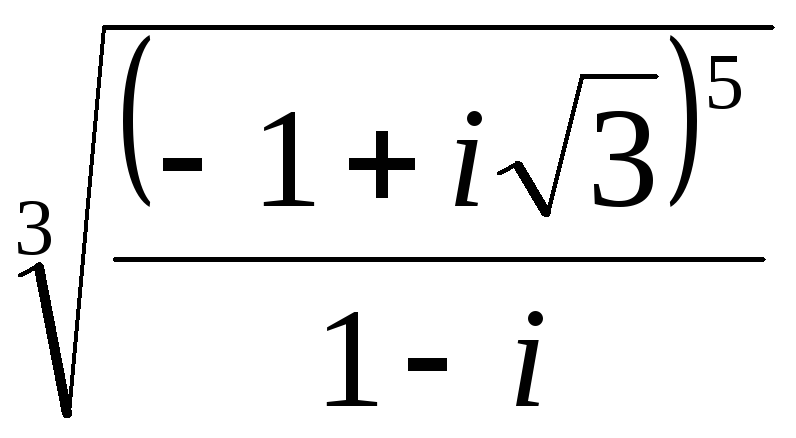 ∛((- 1 + i√3)^5 / (1 - i))